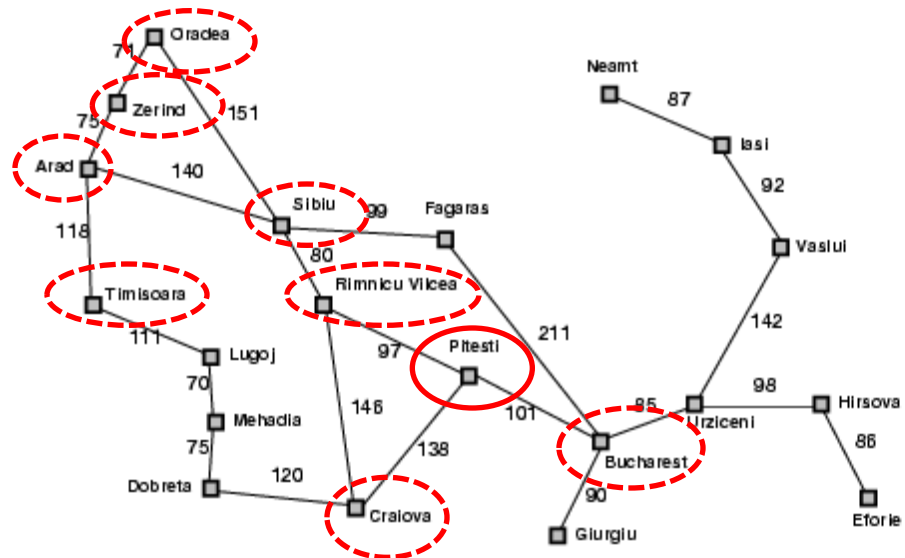 Oradea
71
Neamt
Zerind
151
87
75
Iasi
Arad
140
92
Sibiu
99
Fagaras
118
80
Vaslui
Timisoara
Rimnicu Vilcea
111
97
Pitesti
211
142
Lugoj
70
146
101
85
98
Hirsova
Mehadia
Urziceni
75
138
Bucharest
86
Dobreta
120
90
Craiova
Giurgiu
Eforie